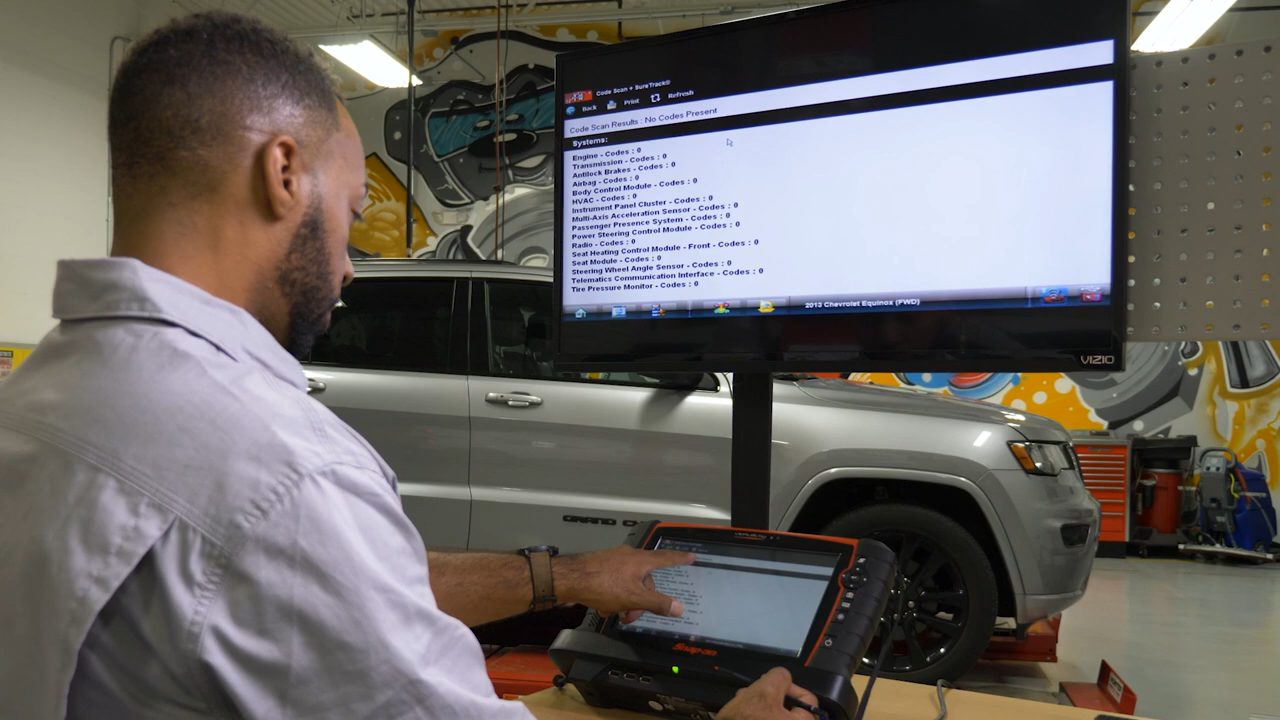 Code Scan + SureTrack®
Back Print Refresh
Code Scan Results : No Codes Present
Systems:
Engine - Codes : 0
Transmission - Codes : 0
Antilock Brakes - Codes : 0
Airbag - Codes : 0
Body Control Module - Codes : 0
HVAC - Codes : 0
Instrument Panel Cluster - Codes : 0
Multi-Axis Acceleration Sensor - Codes : 0
Passenger Presence System - Codes : 0
Power Steering Control Module - Codes : 0
Radio - Codes : 0
Seat Heating Control Module - Front - Codes : 0
Seat Module - Codes : 0
Steering Wheel Angle Sensor - Codes : 0
Telematics Communication Interface - Codes : 0
Tire Pressure Monitor - Codes : 0
2013 Chevrolet Equinox (FWD)
VIZIO
GRAND
Snap-on